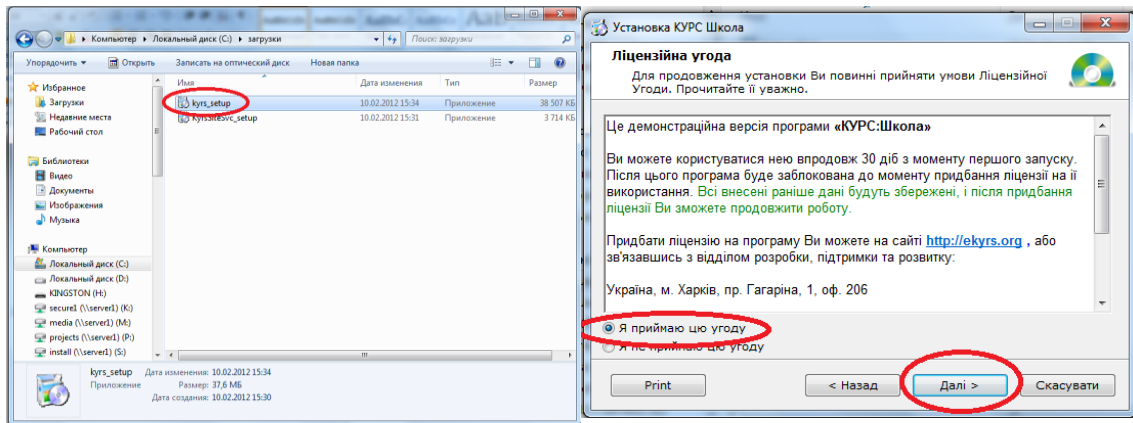 Компьютер ▸ Локальный диск (C:) ▸ загрузки
Поиск: загрузки
Упорядочить
Открыть
Записать на оптический диск
Новая папка
Имя
Дата изменения
Тип
Размер
Избранное
Загрузки
Недавние места
Рабочий стол
Библиотеки
Видео
Документы
Изображения
Музыка
Компьютер
Локальный диск (C:)
Локальный диск (D:)
KINGSTON (H:)
secure1 (\\server1) (K:)
media (\\server1) (M:)
projects (\\server1) (P:)
install (\\server1) (S:)
kyrs_setup 10.02.2012 15:34 Приложение 38 507 КБ
KyrsSiteSvc_setup 10.02.2012 15:31 Приложение 3 714 КБ
kyrs_setup Дата изменения: 10.02.2012 15:34
Приложение Размер: 37,6 МБ
Дата создания: 10.02.2012 15:30
Установка КУРС Школа
Ліцензійна угода
Для продовження установки Ви повинні прийняти умови Ліцензійної
Угоди. Прочитайте її уважно.
Це демонстраційна версія програми «КУРС:Школа»
Ви можете користуватися нею впродовж 30 діб з моменту першого запуску.
Після цього програма буде заблокована до моменту придбання ліцензії на її
використання. Всі внесені раніше дані будуть збережені, і після придбання
ліцензії Ви зможете продовжити роботу.
Придбати ліцензію на програму Ви можете на сайті http://ekyrs.org , або
зв'язавшись з відділом розробки, підтримки та розвитку:
Україна, м. Харків, пр. Гагаріна, 1, оф. 206
Я приймаю цю угоду
Я не приймаю цю угоду
Print
< Назад
Далі >
Скасувати